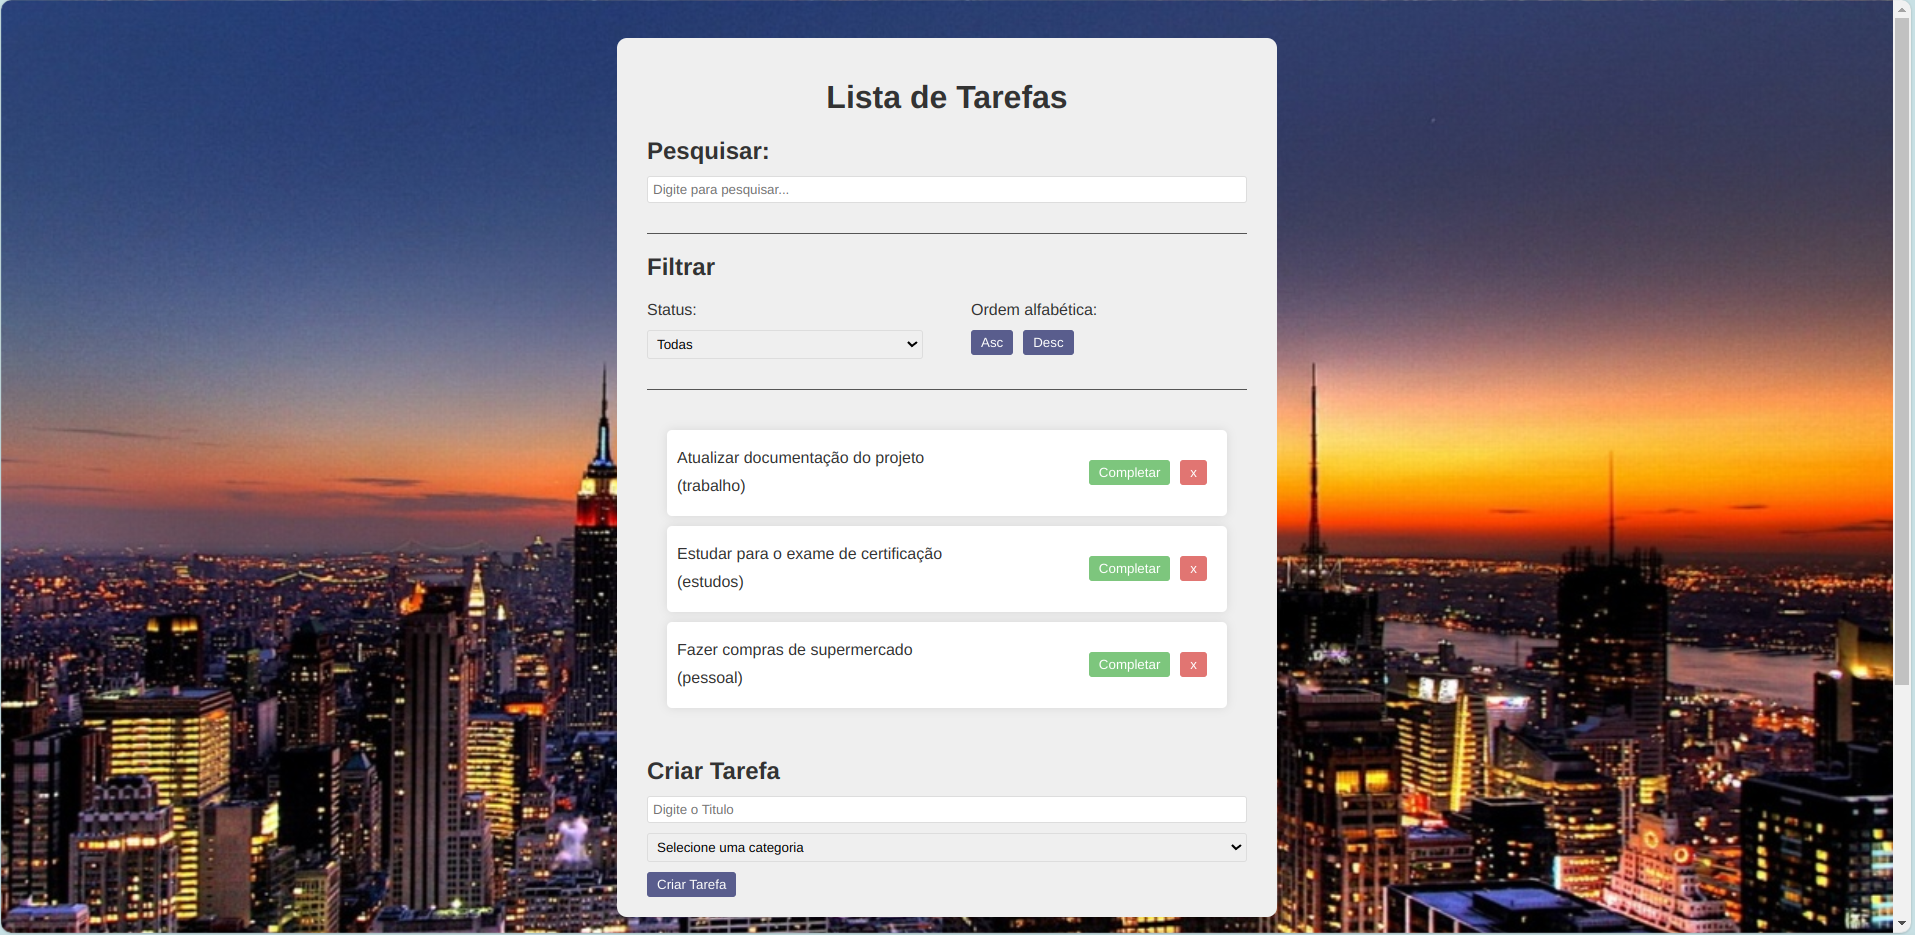 Lista de Tarefas
Pesquisar:
Digite para pesquisar...
Filtrar
Status:
Ordem alfabética:
Todas
Asc
Desc
Atualizar documentação do projeto
(trabalho)
Completar
x
Estudar para o exame de certificação
(estudos)
Completar
x
Fazer compras de supermercado
(pessoal)
Completar
x
Criar Tarefa
Digite o Titulo
Selecione uma categoria
Criar Tarefa